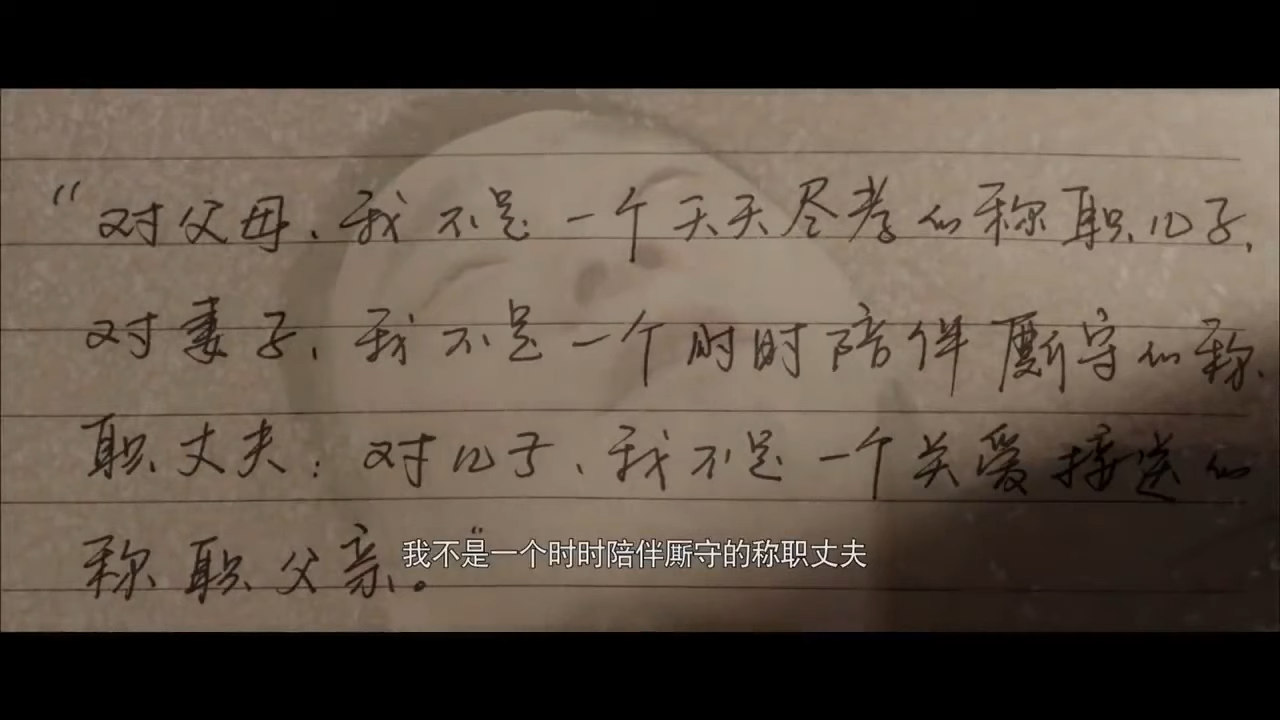 “对父母，我不是一个天天尽孝的称职儿子，
对妻子，我不是一个时时陪伴厮守的称
职丈夫；对儿子，我不是一个关爱接送的
称职父亲。”
我不是一个时时陪伴厮守的称职丈夫